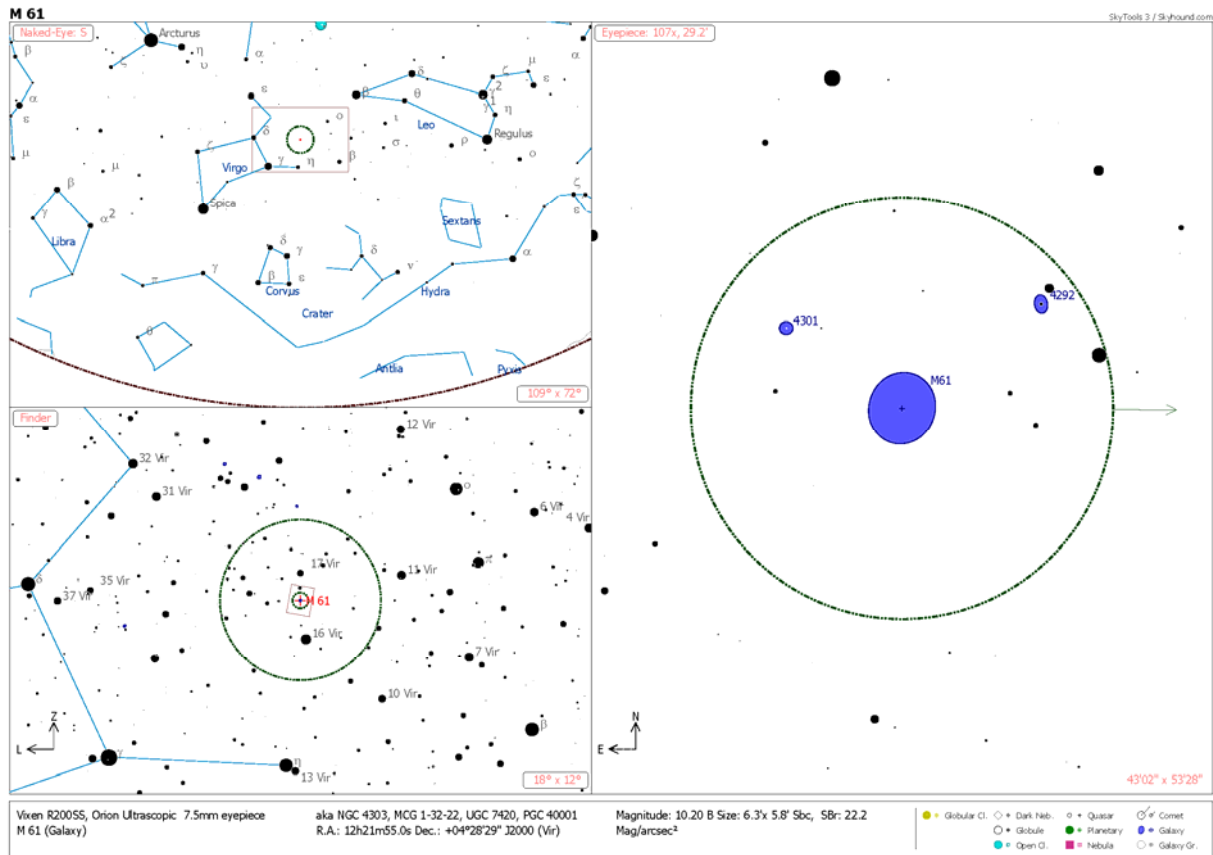 M 61
SkyTools 3 / Skyhound.com
Naked-Eye: S
Arcturus
β
ζ
η
υ
α
α
ε
μ
μ
β
γ
α2
Libra
ε
δ
ζ
γ
η
Virgo
Spica
ο
β
β
δ
θ
ι
σ
ζ
μ
ε
γ2
γ1
η
Leo
Regulus
ρ
ο
ζ
ε
Sextans
α
π
γ
δ
γ
β
ε
Corvus
δ
ν
Crater
Hydra
θ
Antlia
Pyxis
109° x 72°
Finder
12 Vir
32 Vir
31 Vir
ο
6 Vir
4 Vir
17 Vir
11 Vir
π
δ
35 Vir
37 Vir
M 61
16 Vir
7 Vir
10 Vir
β
Z
L
γ
η
13 Vir
18° x 12°
Eyepiece: 107x, 29.2'
4292
4301
M61
N
E
43'02" x 53'28"
Vixen R200SS, Orion Ultrascopic 7.5mm eyepiece
M 61 (Galaxy)
aka NGC 4303, MCG 1-32-22, UGC 7420, PGC 40001
R.A.: 12h21m55.0s Dec.: +04°28'29" J2000 (Vir)
Magnitude: 10.20 B Size: 6.3'x 5.8' Sbc, SBr: 22.2
Mag/arcsec²
Globular Cl.
Dark Neb.
Quasar
Comet
Globule
Planetary
Galaxy
Open Cl.
Nebula
Galaxy Gr.